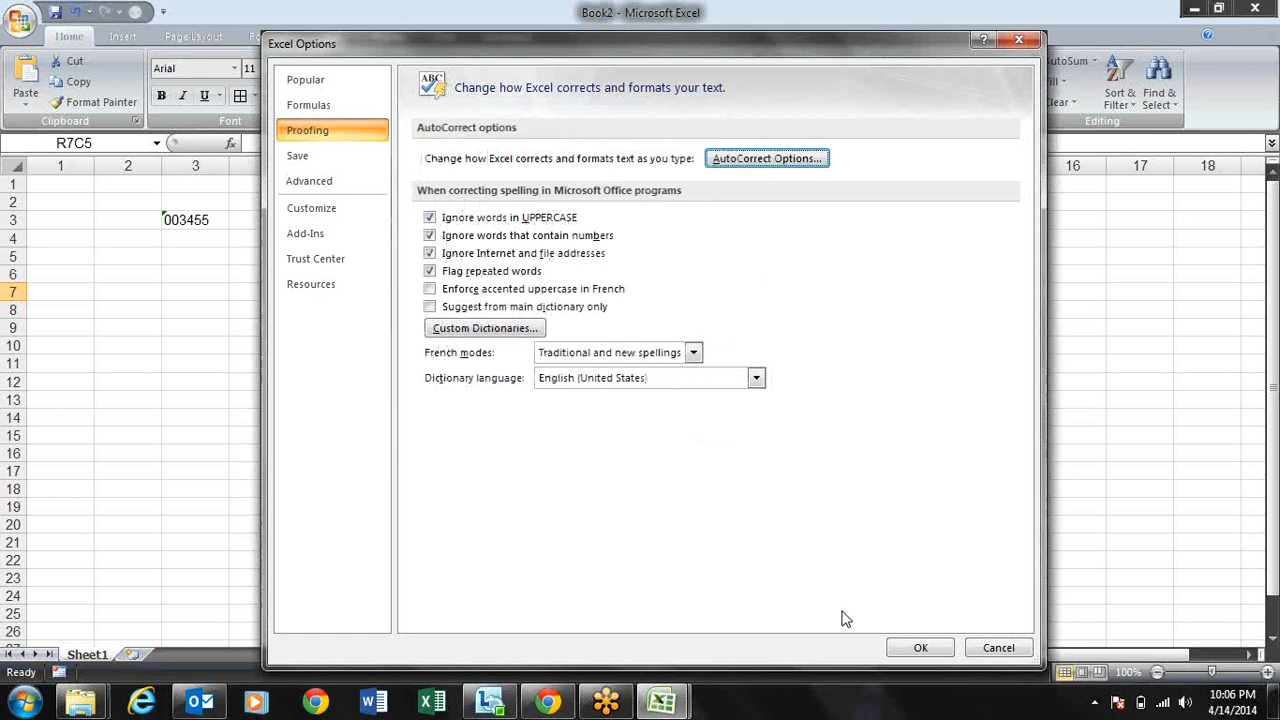 Book2 - Microsoft Excel
Home Insert Page Layout
Cut
Copy
Format Painter
Paste
Clipboard
Arial 11
B I U
Font
AutoSum
Sort &
Filter
Find &
Select
Editing
R7C5
fx
1 2 3 16 17 18
1
2
3 003455
4
5
6
7
8
9
10
11
12
13
14
15
16
17
18
19
20
21
22
23
24
25
26
Excel Options
Popular
Formulas
Proofing
Save
Advanced
Customize
Add-Ins
Trust Center
Resources
ABC
Change how Excel corrects and formats your text.
AutoCorrect options
Change how Excel corrects and formats text as you type: AutoCorrect Options...
When correcting spelling in Microsoft Office programs
Ignore words in UPPERCASE
Ignore words that contain numbers
Ignore Internet and file addresses
Flag repeated words
Enforce accented uppercase in French
Suggest from main dictionary only
Custom Dictionaries...
French modes: Traditional and new spellings
Dictionary language: English (United States)
OK Cancel
Sheet1
Ready 100%
10:06 PM
4/14/2014